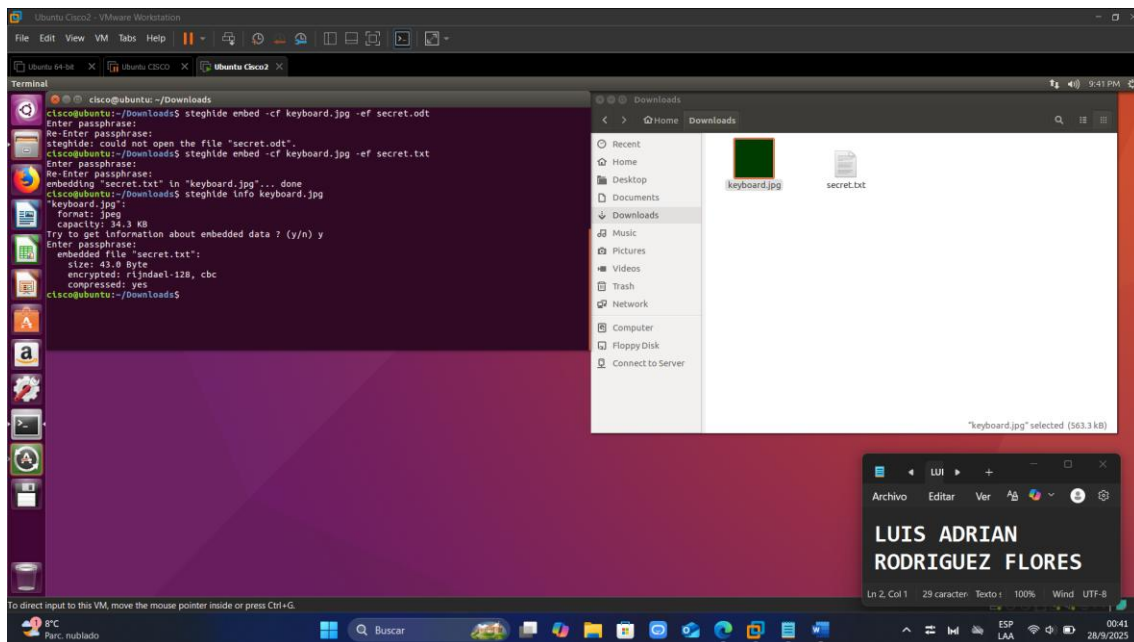 Ubuntu Cisco2 - VMware Workstation
File Edit View VM Tabs Help
Ubuntu 64-bit Ubuntu CISCO Ubuntu Cisco2
Terminal 9:41 PM
cisco@ubuntu: ~/Downloads
cisco@ubuntu:~/Downloads$ steghide embed -cf keyboard.jpg -ef secret.odt
Enter passphrase:
Re-Enter passphrase:
steghide: could not open the file "secret.odt".
cisco@ubuntu:~/Downloads$ steghide embed -cf keyboard.jpg -ef secret.txt
Enter passphrase:
Re-Enter passphrase:
embedding "secret.txt" in "keyboard.jpg"... done
cisco@ubuntu:~/Downloads$ steghide info keyboard.jpg
"keyboard.jpg":
format: jpeg
capacity: 34.3 KB
Try to get information about embedded data ? (y/n) y
Enter passphrase:
embedded file "secret.txt":
size: 43.0 Byte
encrypted: rijndael-128, cbc
compressed: yes
cisco@ubuntu:~/Downloads$
Downloads
Home Downloads
Recent
Home
Desktop
Documents
Downloads
Music
Pictures
Videos
Trash
Network
Computer
Floppy Disk
Connect to Server
keyboard.jpg
secret.txt
"keyboard.jpg" selected (563.3 kB)
LUI
Archivo Editar Ver
LUIS ADRIAN
RODRIGUEZ FLORES
Ln 2, Col 1 29 caracter Texto 100% Wind UTF-8
To direct input to this VM, move the mouse pointer inside or press Ctrl+G.
1
8°C
Parc. nublado
Buscar
ESP
LAA
00:41
28/9/2025